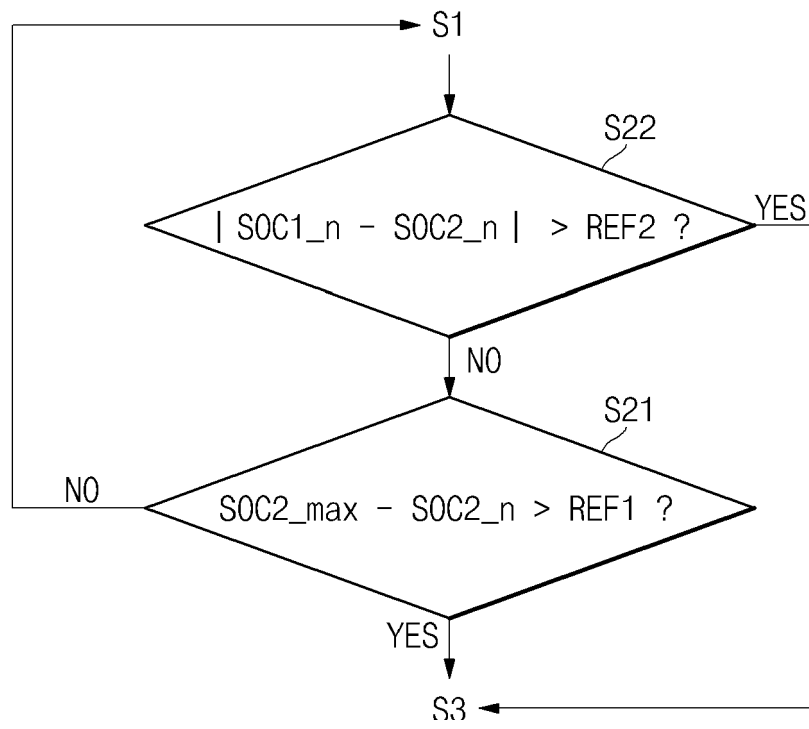 S1
S22
| SOC1_n - SOC2_n | > REF2 ?
YES
NO
S21
SOC2_max - SOC2_n > REF1 ?
NO
YES
S3